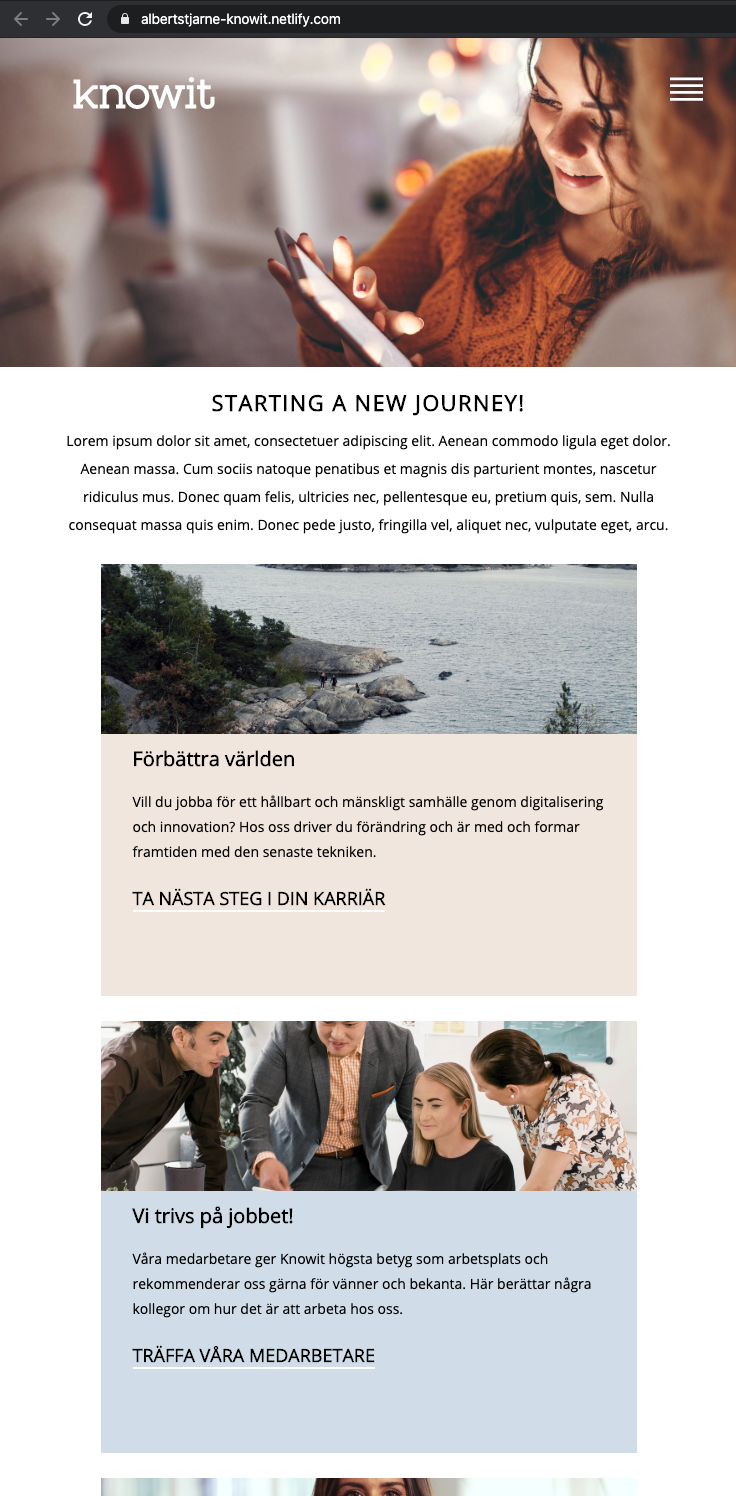 albertstjarne-knowit.netlify.com
knowit
STARTING A NEW JOURNEY!
Lorem ipsum dolor sit amet, consectetuer adipiscing elit. Aenean commodo ligula eget dolor.
Aenean massa. Cum sociis natoque penatibus et magnis dis parturient montes, nascetur
ridiculus mus. Donec quam felis, ultricies nec, pellentesque eu, pretium quis, sem. Nulla
consequat massa quis enim. Donec pede justo, fringilla vel, aliquet nec, vulputate eget, arcu.
Förbättra världen
Vill du jobba för ett hållbart och mänskligt samhälle genom digitalisering
och innovation? Hos oss driver du förändring och är med och formar
framtiden med den senaste tekniken.
TA NÄSTA STEG I DIN KARRIÄR
Vi trivs på jobbet!
Våra medarbetare ger Knowit högsta betyg som arbetsplats och
rekommenderar oss gärna för vänner och bekanta. Här berättar några
kollegor om hur det är att arbeta hos oss.
TRÄFFA VÅRA MEDARBETARE